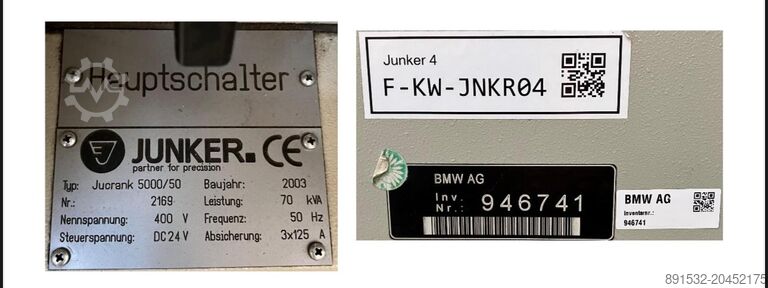 Hauptschalter
JUNKER. CE
partner for precision
Typ: Jucrank 5000/50 Baujahr: 2003
Nr.: 2169 Leistung: 70 kVA
Nennspannung: 400 V Frequenz: 50 Hz
Steuerspannung: DC24V Absicherung: 3x125 A
Junker 4
F-KW-JNKR04
BMW AG
Inv.
Nr.: 946741
BMW AG
Inventarnr.:
946741
891532-20452175